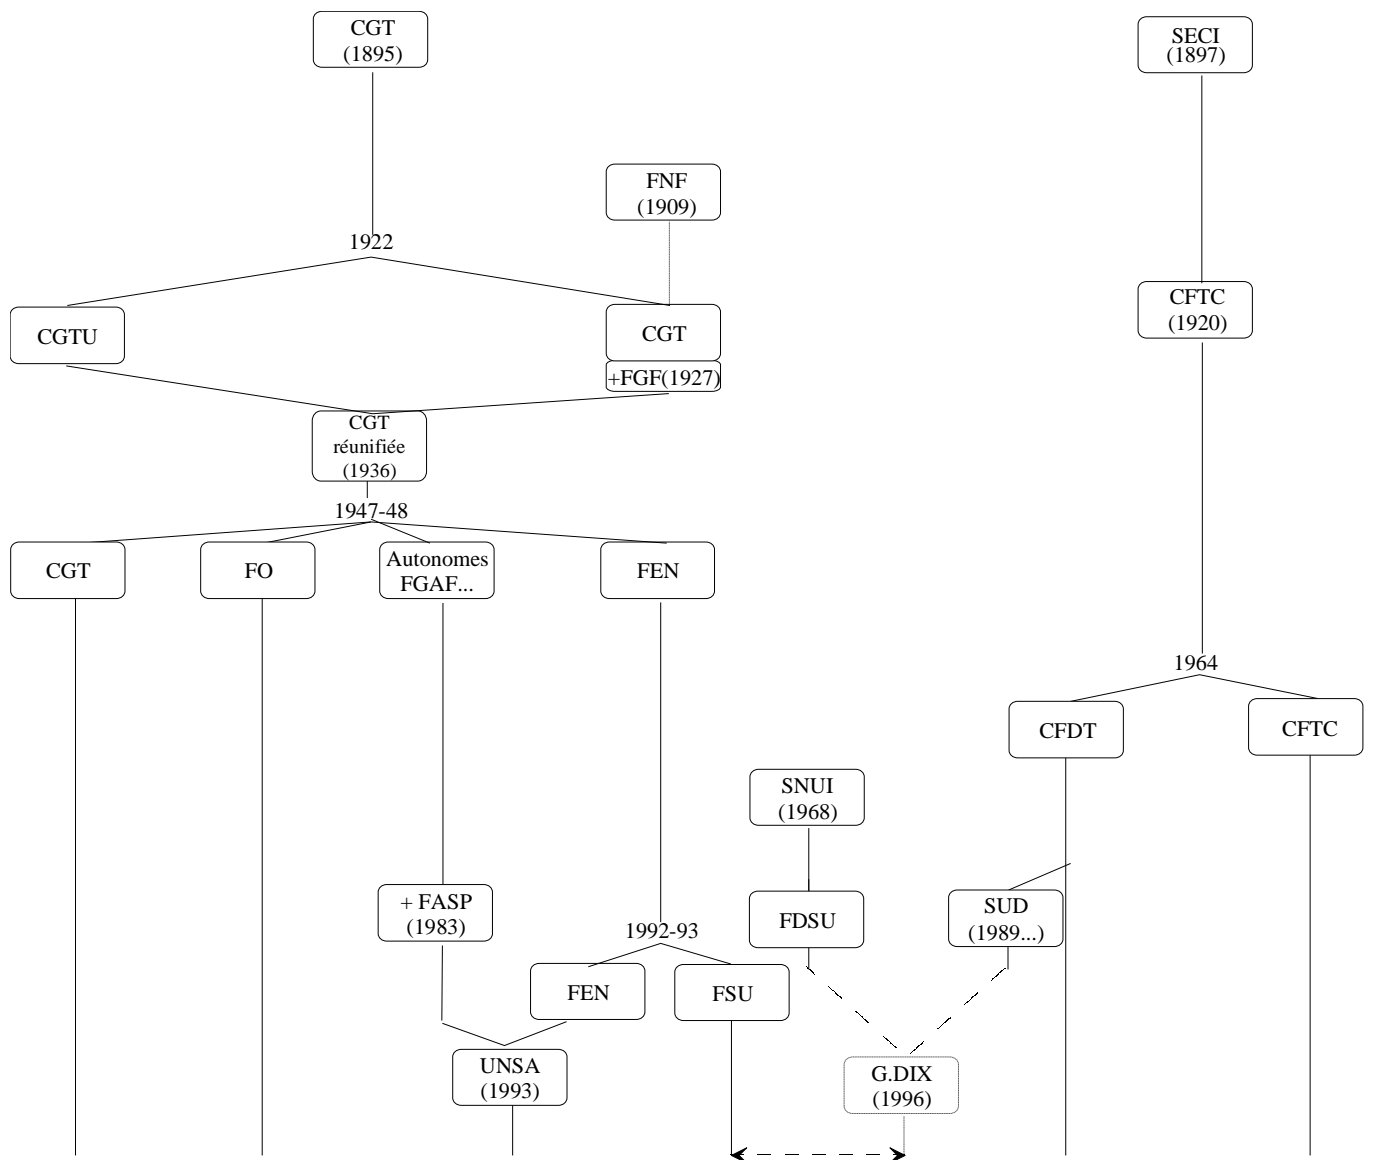 CGT
(1895)
SECI
(1897)
FNF
(1909)
1922
CGTU
CGT
+FGF(1927)
CFTC
(1920)
CGT
réunifiée
(1936)
1947-48
CGT
FO
Autonomes
FGAF...
FEN
1964
CFDT
CFTC
SNUI
(1968)
+ FASP
(1983)
FDSU
SUD
(1989...)
1992-93
FEN
FSU
UNSA
(1993)
G.DIX
(1996)